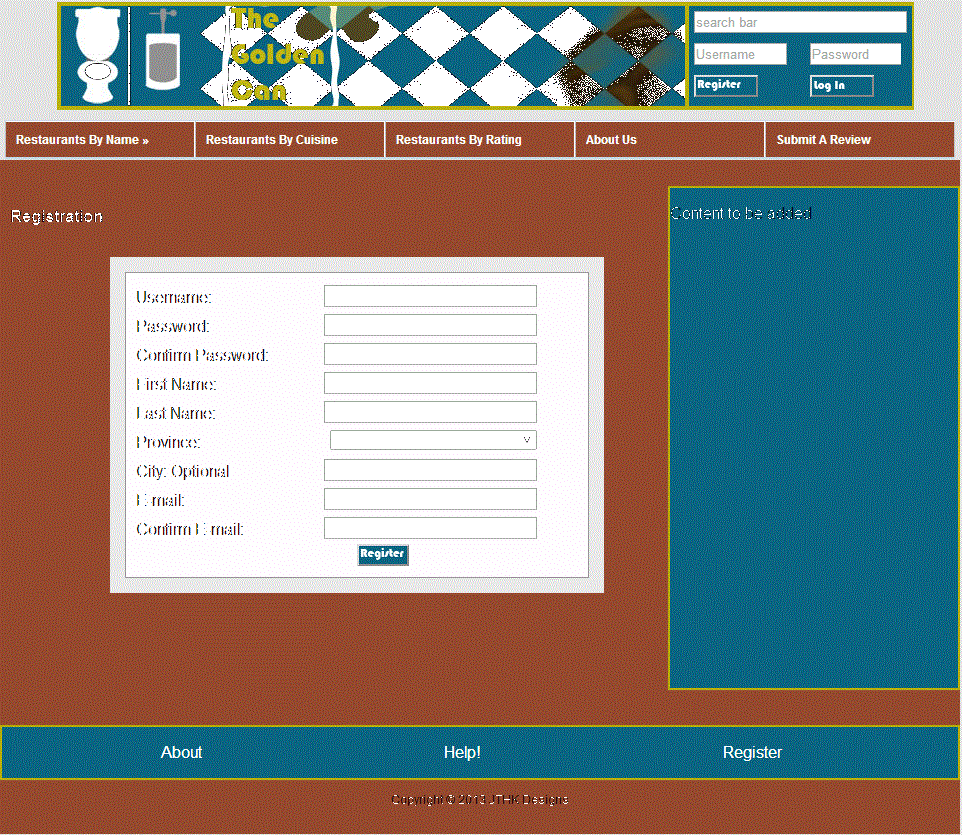 The
Golden
Can
search bar
Username Password
Register Log In
Restaurants By Name » Restaurants By Cuisine Restaurants By Rating About Us Submit A Review
Registration
Content to be added
Username:
Password:
Confirm Password:
First Name:
Last Name:
Province:
City: Optional
E-mail:
Confirm E-mail:
Register
About Help! Register
Copyright © 2013 JTHK Designs